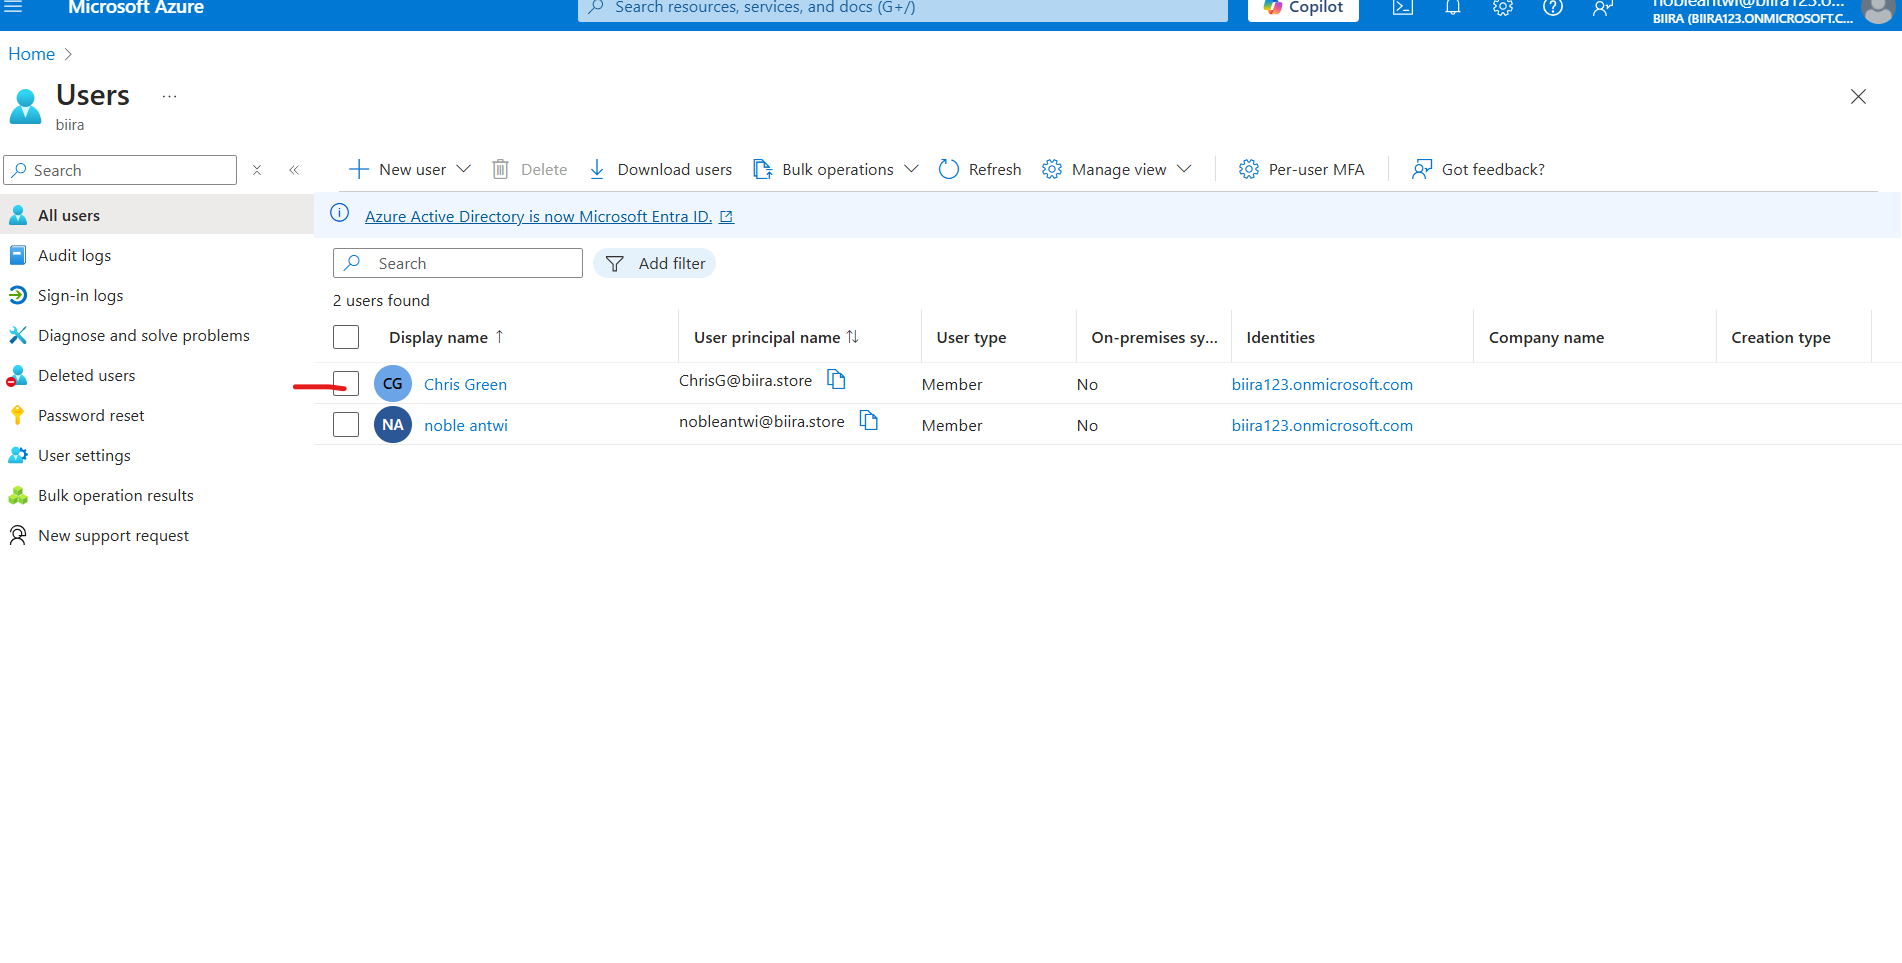 Microsoft Azure
Search resources, services, and docs (G+/)
Copilot
nobleantwi@biira123.o...
BIIRA (BIIRA123.ONMICROSOFT.C...
Home
Users
...
biira
Search
New user
Delete
Download users
Bulk operations
Refresh
Manage view
Per-user MFA
Got feedback?
All users
Audit logs
Sign-in logs
Diagnose and solve problems
Deleted users
Password reset
User settings
Bulk operation results
New support request
Azure Active Directory is now Microsoft Entra ID.
Search
Add filter
2 users found
Display name User principal name User type On-premises sy... Identities Company name Creation type
CG Chris Green ChrisG@biira.store Member No biira123.onmicrosoft.com
NA noble antwi nobleantwi@biira.store Member No biira123.onmicrosoft.com